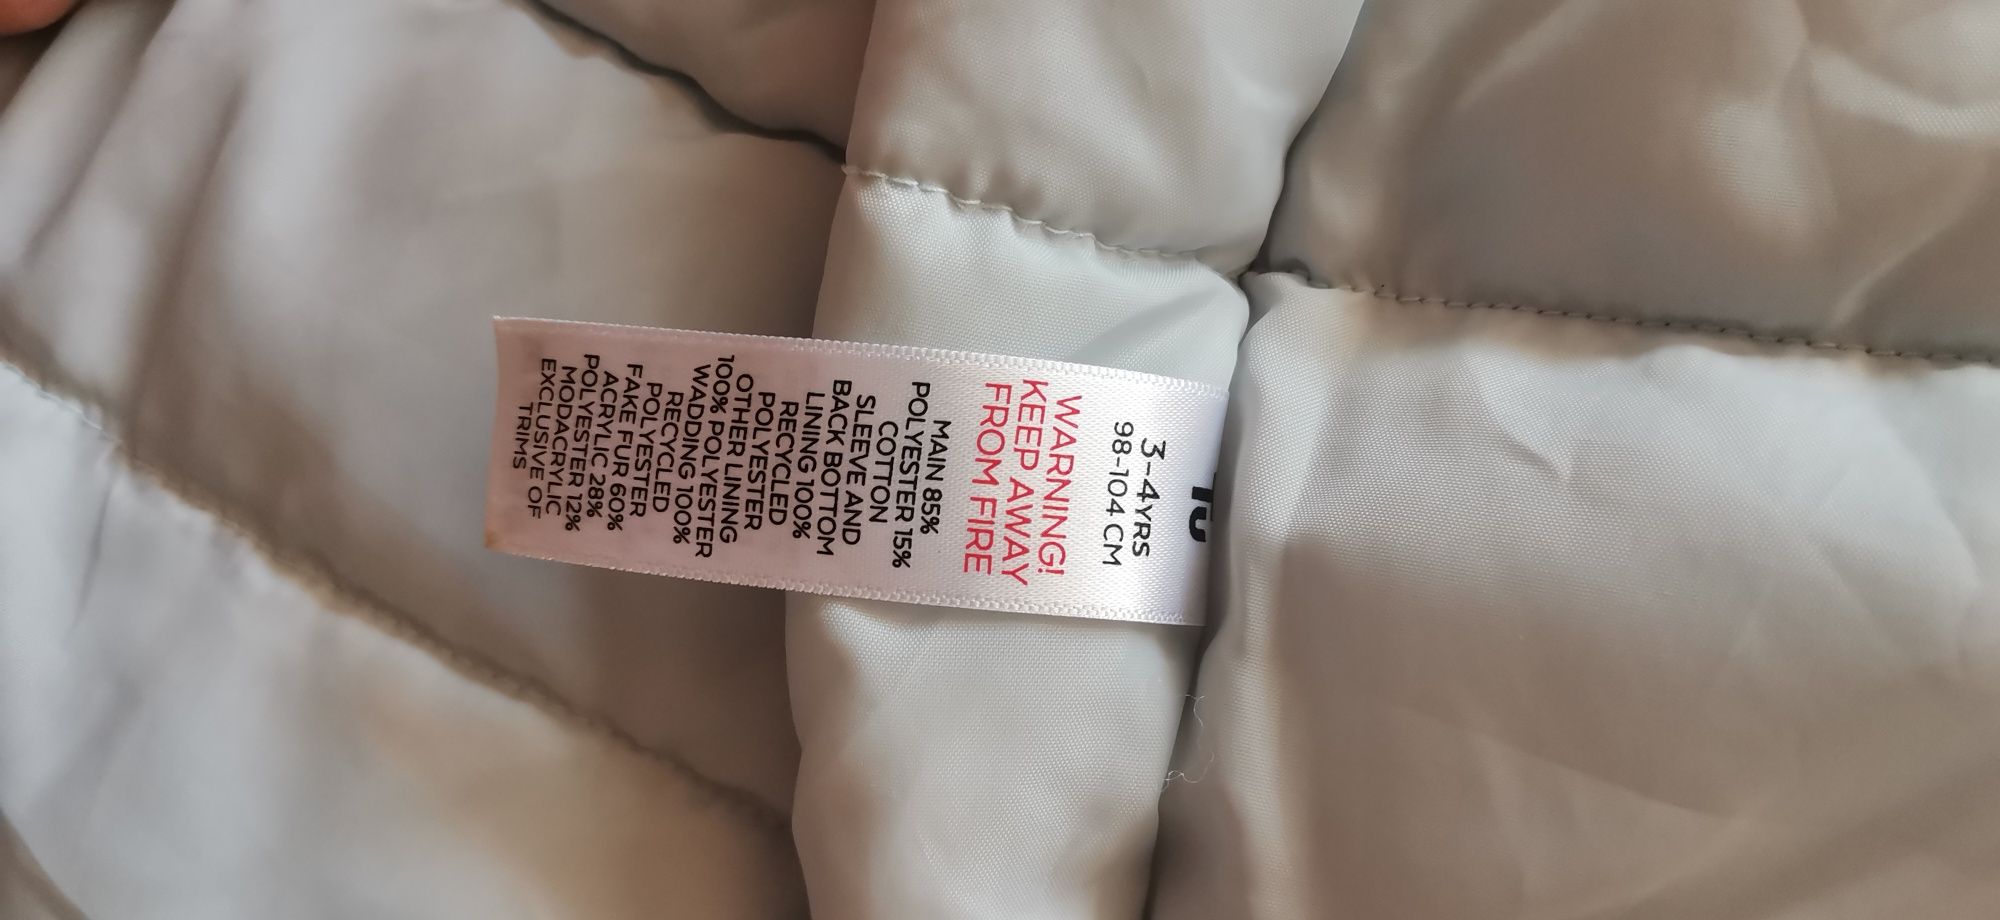 3-4YRS
98-104 CM
WARNING!
KEEP AWAY
FROM FIRE
MAIN 85%
POLYESTER 15%
COTTON
SLEEVE AND
BACK BOTTOM
LINING 100%
RECYCLED
POLYESTER
OTHER LINING
100% POLYESTER
WADDING 100%
RECYCLED
POLYESTER
FAKE FUR 60%
ACRYLIC 28%
POLYESTER 12%
MODACRYLIC
EXCLUSIVE OF
TRIMS